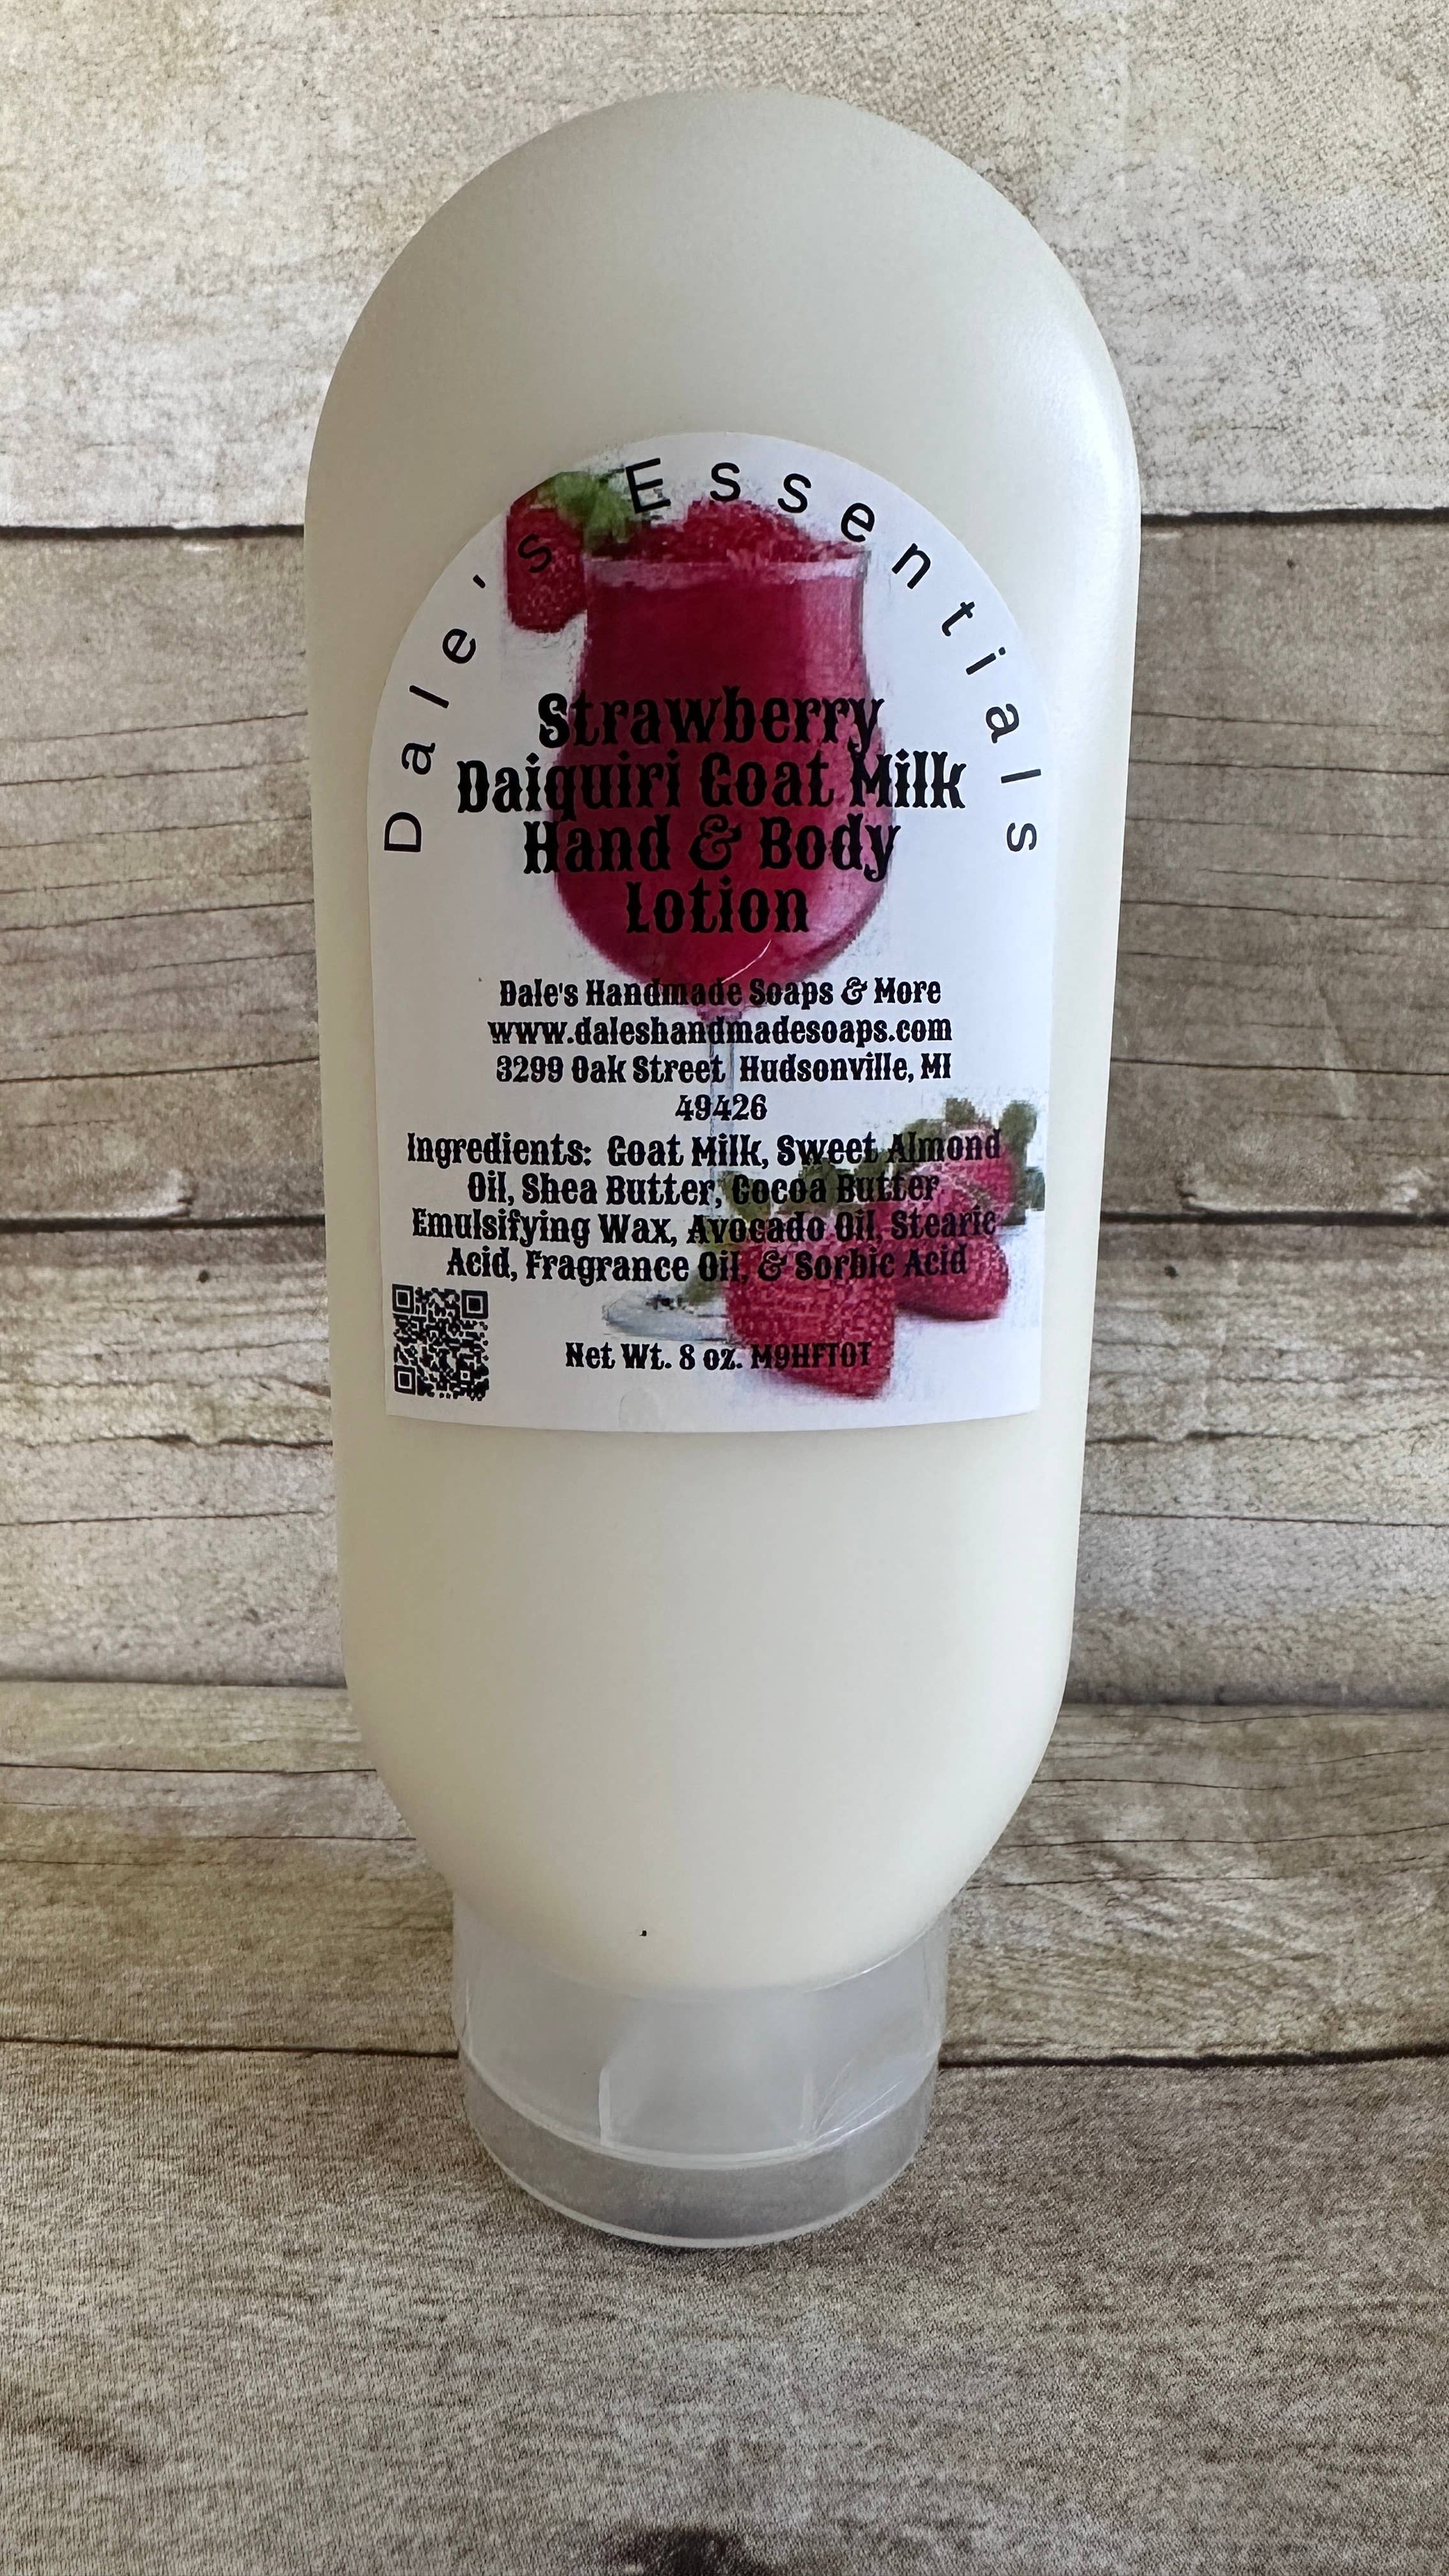 Dale's Essentials
Strawberry
Daiquiri Goat Milk
Hand & Body
Lotion
Dale's Handmade Soaps & More
www.daleshandmadesoaps.com
3299 Oak Street Hudsonville, MI
49426
Ingredients: Goat Milk, Sweet Almond
Oil, Shea Butter, Cocoa Butter
Emulsifying Wax, Avocado Oil, Stearic
Acid, Fragrance Oil, & Sorbic Acid
Net Wt. 8 oz. M9HFT0T